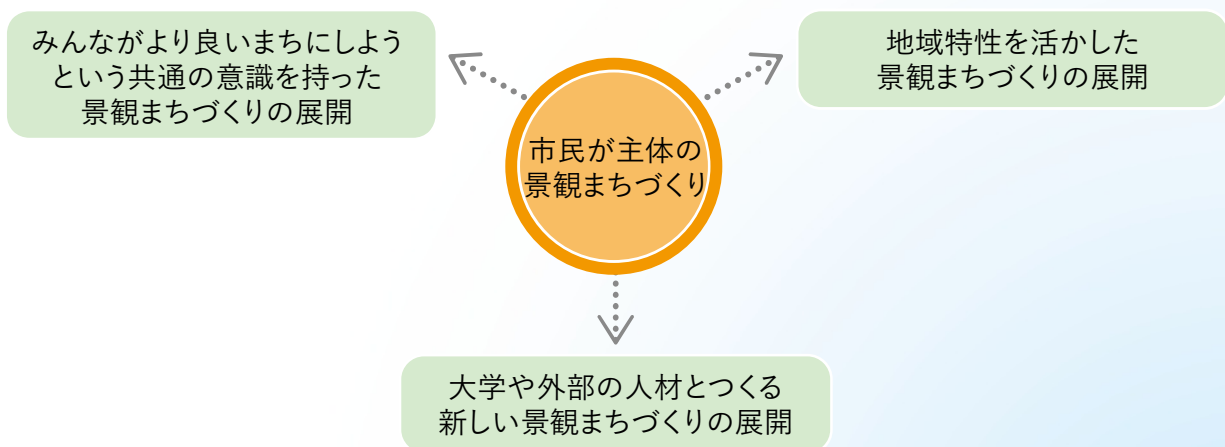 みんながより良いまちにしよう
という共通の意識を持った
景観まちづくりの展開
地域特性を活かした
景観まちづくりの展開
市民が主体の
景観まちづくり
大学や外部の人材とつくる
新しい景観まちづくりの展開